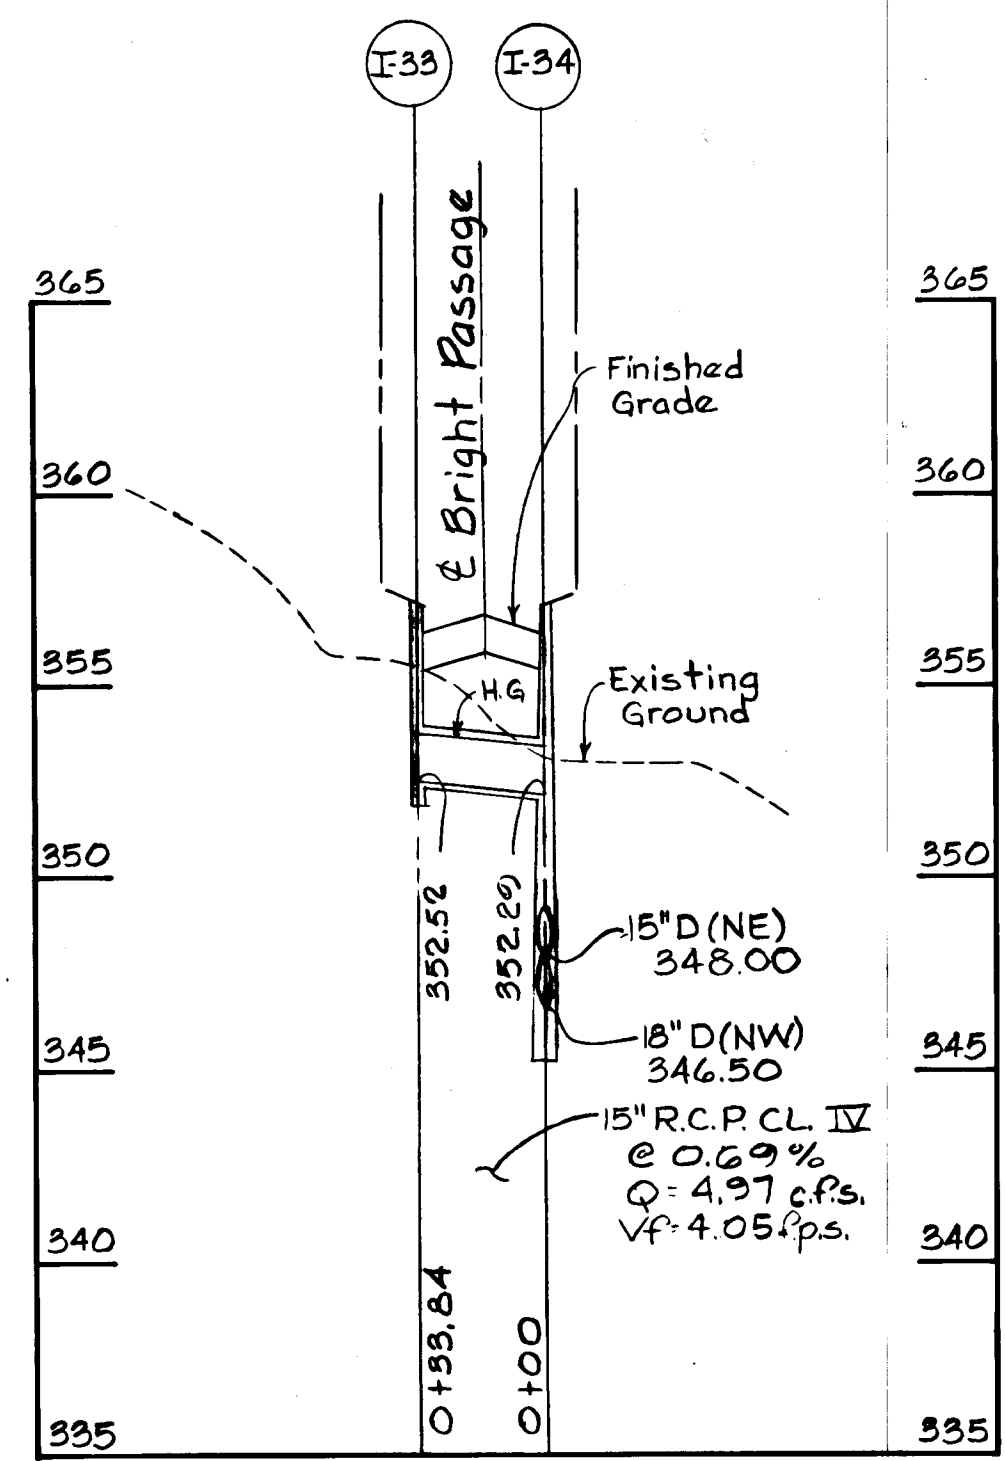 I-33
I-34
℄ Bright Passage
365
365
Finished
Grade
360
360
355
355
H.G
Existing
Ground
350
350
352.52
352.29
15" D (NE)
348.00
18" D (NW)
346.50
345
345
15" R.C.P. CL. IV
@ 0.69%
Q = 4.97 c.f.s.
Vf = 4.05 f.p.s.
340
340
0+33.84
0+00
335
335